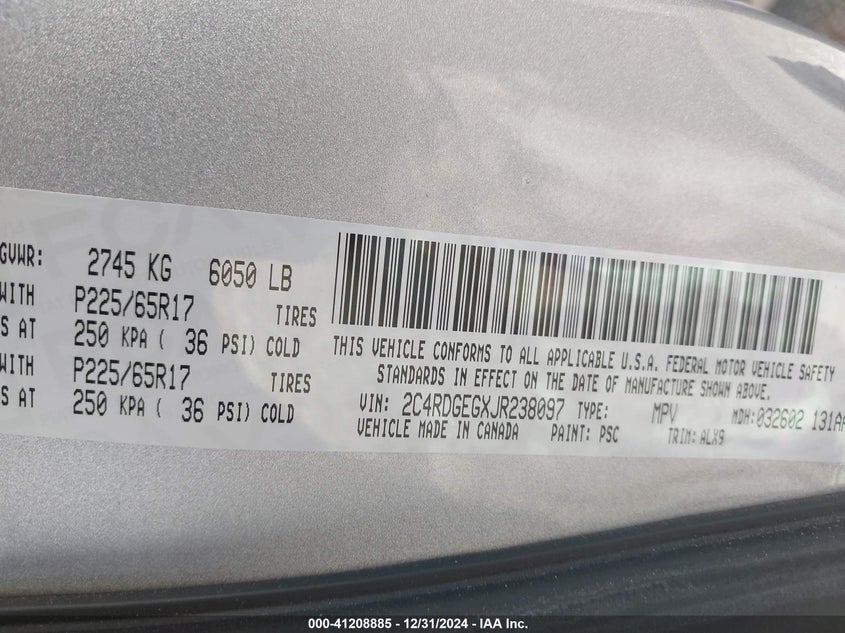 GVWR: 2745 KG 6050 LB
WITH P225/65R17 TIRES
S AT 250 KPA ( 36 PSI) COLD
WITH P225/65R17 TIRES
S AT 250 KPA ( 36 PSI) COLD
THIS VEHICLE CONFORMS TO ALL APPLICABLE U.S.A. FEDERAL MOTOR VEHICLE SAFETY
STANDARDS IN EFFECT ON THE DATE OF MANUFACTURE SHOWN ABOVE.
VIN: 2C4RDGEGXJR238097 TYPE: MPV MDH:032602 131AA
VEHICLE MADE IN CANADA PAINT: PSC TRIM: ALX9
000-41208885 - 12/31/2024 - IAA Inc.